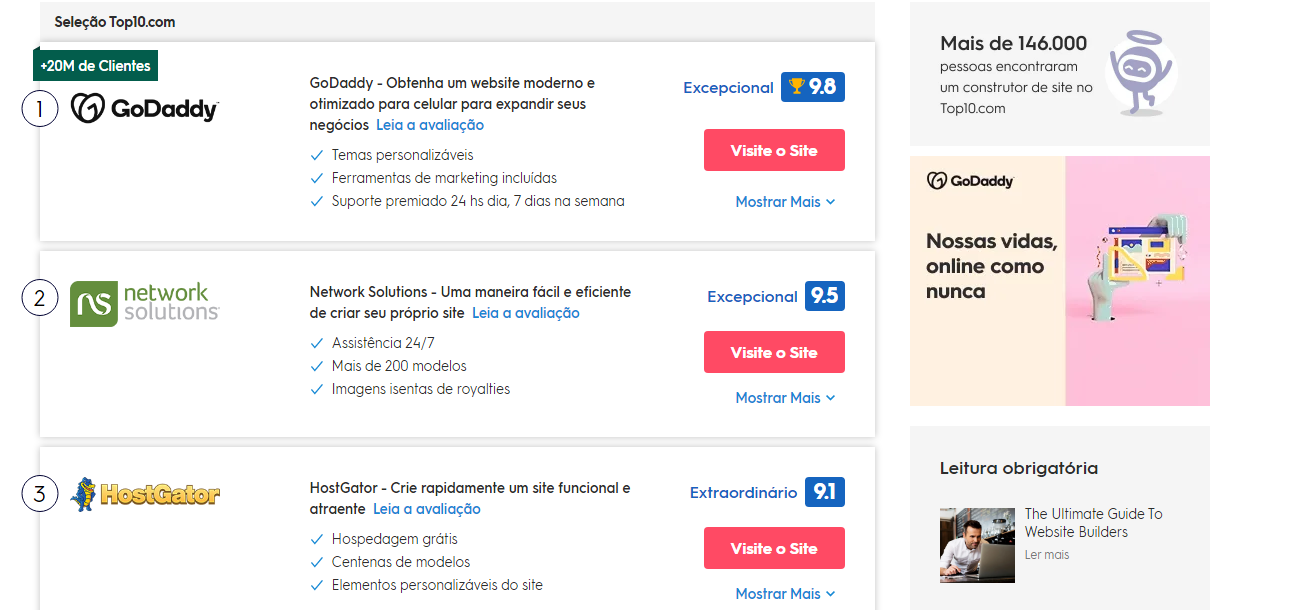 Seleção Top10.com
+20M de Clientes
1
GoDaddy
GoDaddy - Obtenha um website moderno e
otimizado para celular para expandir seus
negócios Leia a avaliação
Temas personalizáveis
Ferramentas de marketing incluídas
Suporte premiado 24 hs dia, 7 dias na semana
Excepcional 9.8
Visite o Site
Mostrar Mais
2
ns network
solutions
Network Solutions - Uma maneira fácil e eficiente
de criar seu próprio site Leia a avaliação
Assistência 24/7
Mais de 200 modelos
Imagens isentas de royalties
Excepcional 9.5
Visite o Site
Mostrar Mais
3
HostGator
HostGator - Crie rapidamente um site funcional e
atraente Leia a avaliação
Hospedagem grátis
Centenas de modelos
Elementos personalizáveis do site
Extraordinário 9.1
Visite o Site
Mostrar Mais
Mais de 146.000
pessoas encontraram
um construtor de site no
Top10.com
GoDaddy
Nossas vidas,
online como
nunca
Leitura obrigatória
The Ultimate Guide To
Website Builders
Ler mais